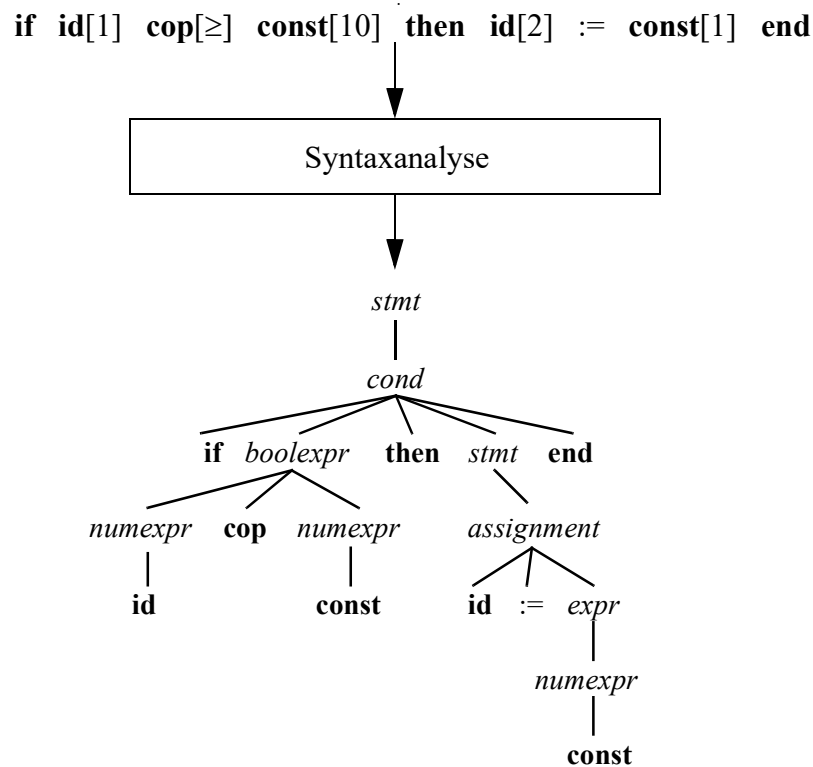 if id[1] cop[≥] const[10] then id[2] := const[1] end
Syntaxanalyse
stmt
cond
if boolexpr then stmt end
numexpr cop numexpr assignment
id const id := expr
numexpr
const